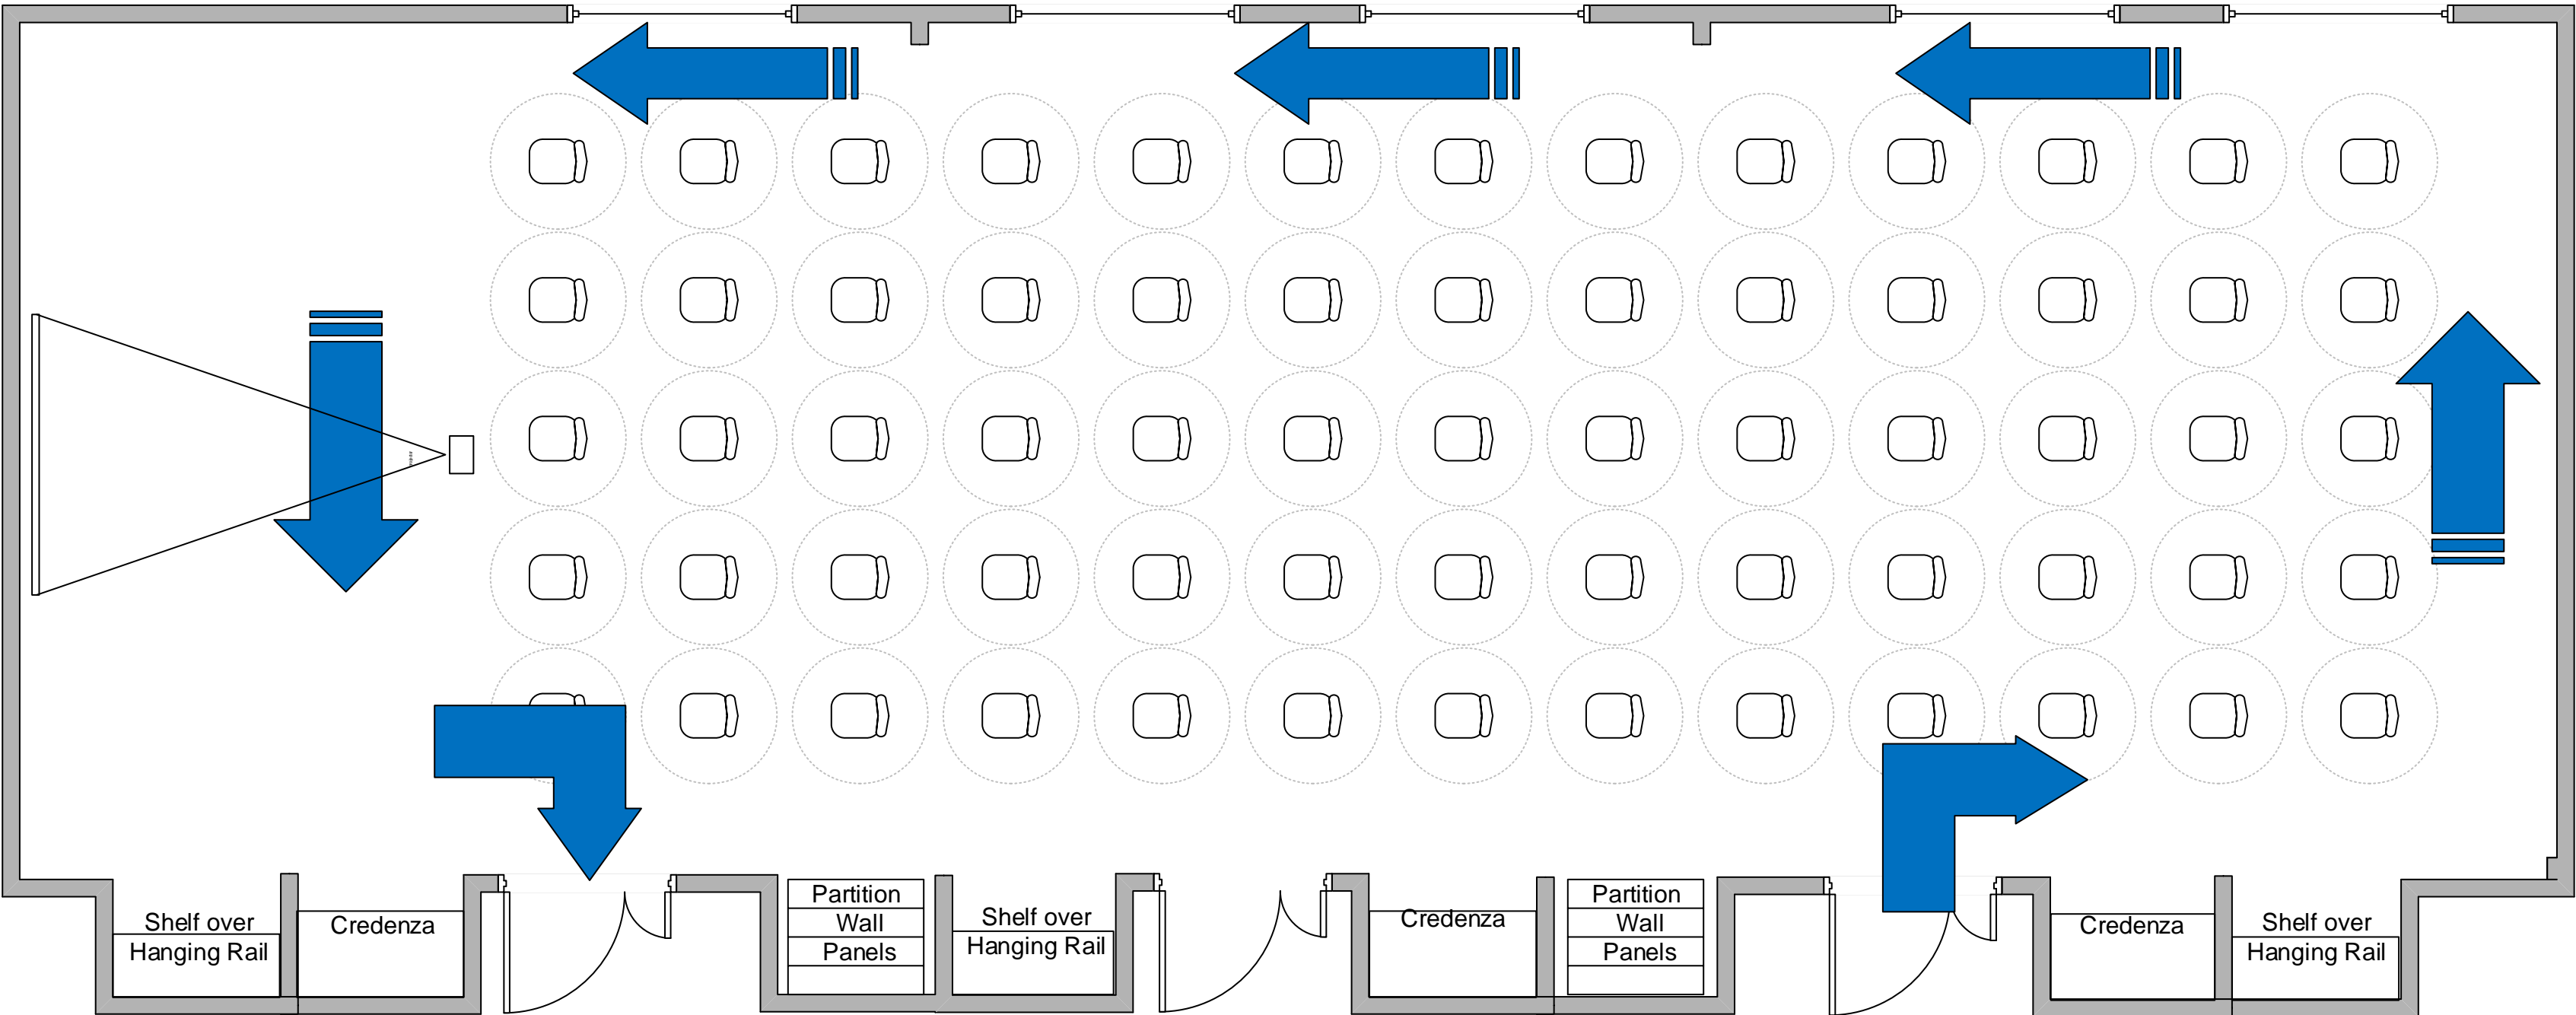 Shelf over
Hanging Rail
Credenza
Partition
Wall
Panels
Shelf over
Hanging Rail
Credenza
Partition
Wall
Panels
Credenza
Shelf over
Hanging Rail